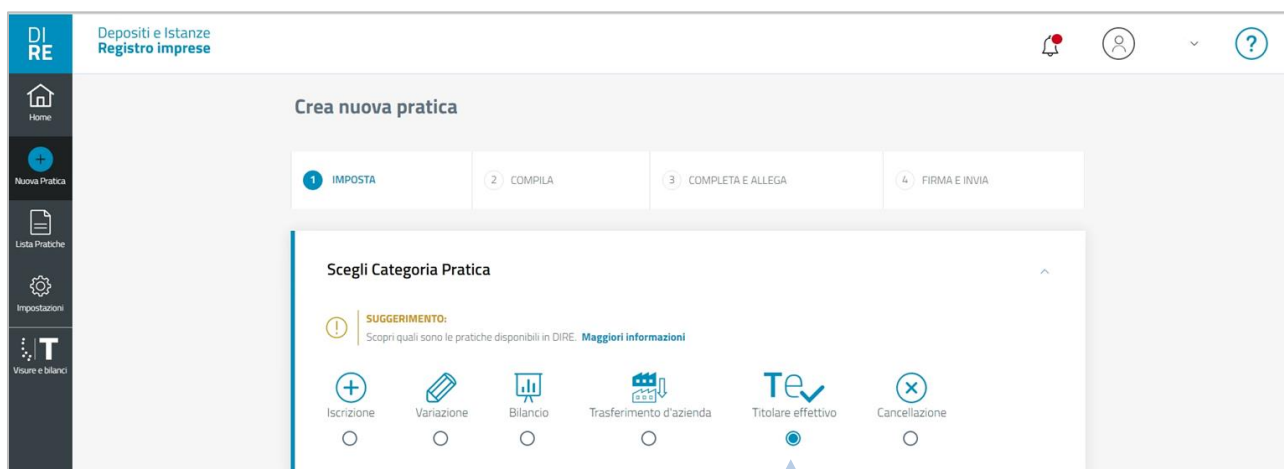 DI
RE
Depositi e Istanze
Registro imprese
?
Home
Nuova Pratica
Lista Pratiche
Impostazioni
T
Visure e bilanci
Crea nuova pratica
1 IMPOSTA
2 COMPILA
3 COMPLETA E ALLEGA
4 FIRMA E INVIA
Scegli Categoria Pratica
SUGGERIMENTO:
Scopri quali sono le pratiche disponibili in DIRE. Maggiori informazioni
Te
Iscrizione
Variazione
Bilancio
Trasferimento d'azienda
Titolare effettivo
Cancellazione